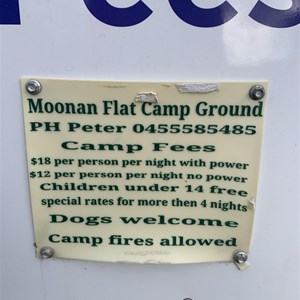 Moonan Flat Camp Ground
PH Peter 0455585485
Camp Fees
$18 per person per night with power
$12 per person per night no power
Children under 14 free
special rates for more then 4 nights
Dogs welcome
Camp fires allowed